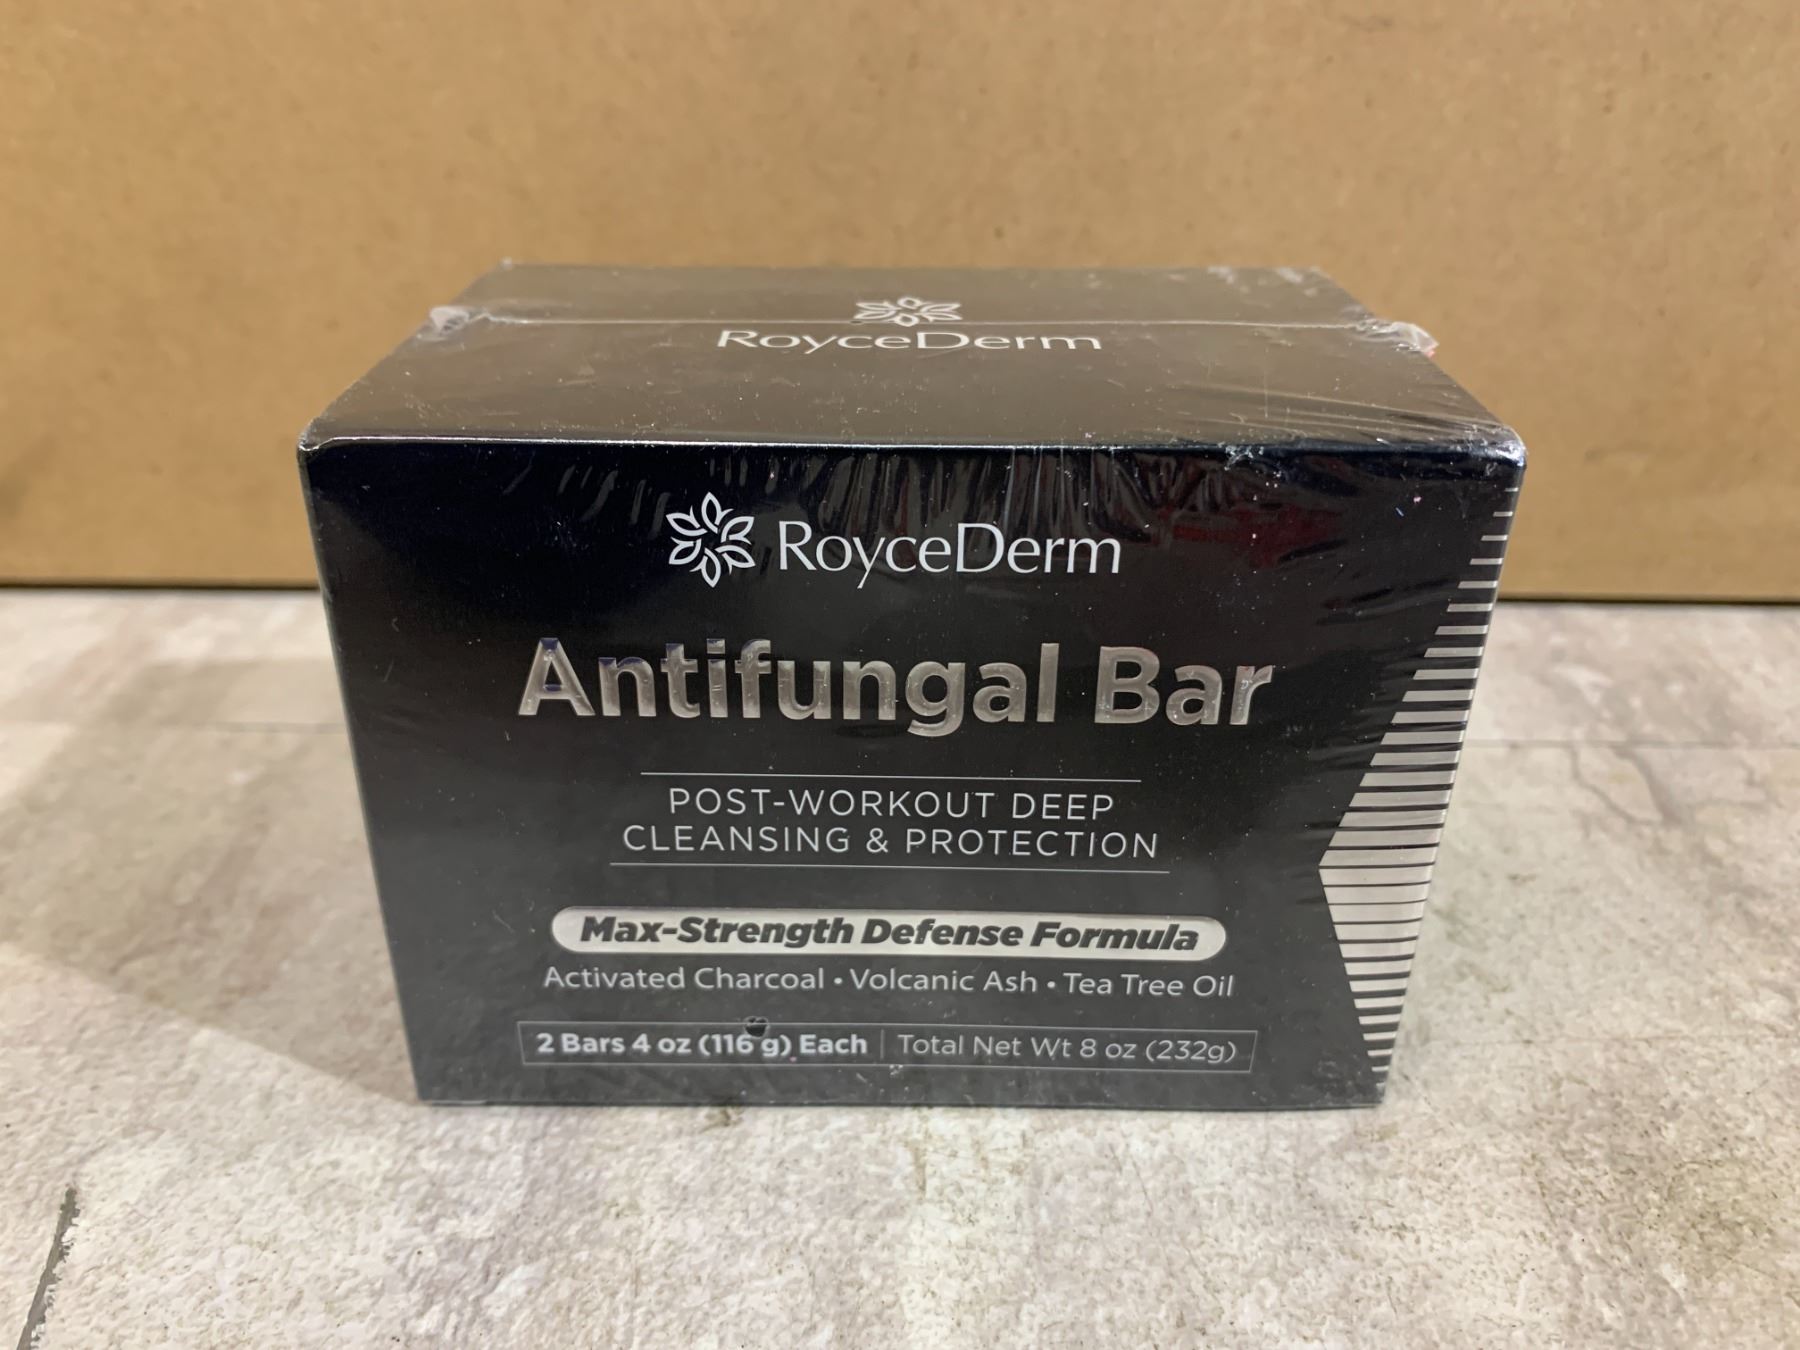 RoyceDerm
RoyceDerm
Antifungal Bar
POST-WORKOUT DEEP
CLEANSING & PROTECTION
Max-Strength Defense Formula
Activated Charcoal • Volcanic Ash • Tea Tree Oil
2 Bars 4 oz (116 g) Each | Total Net Wt 8 oz (232g)